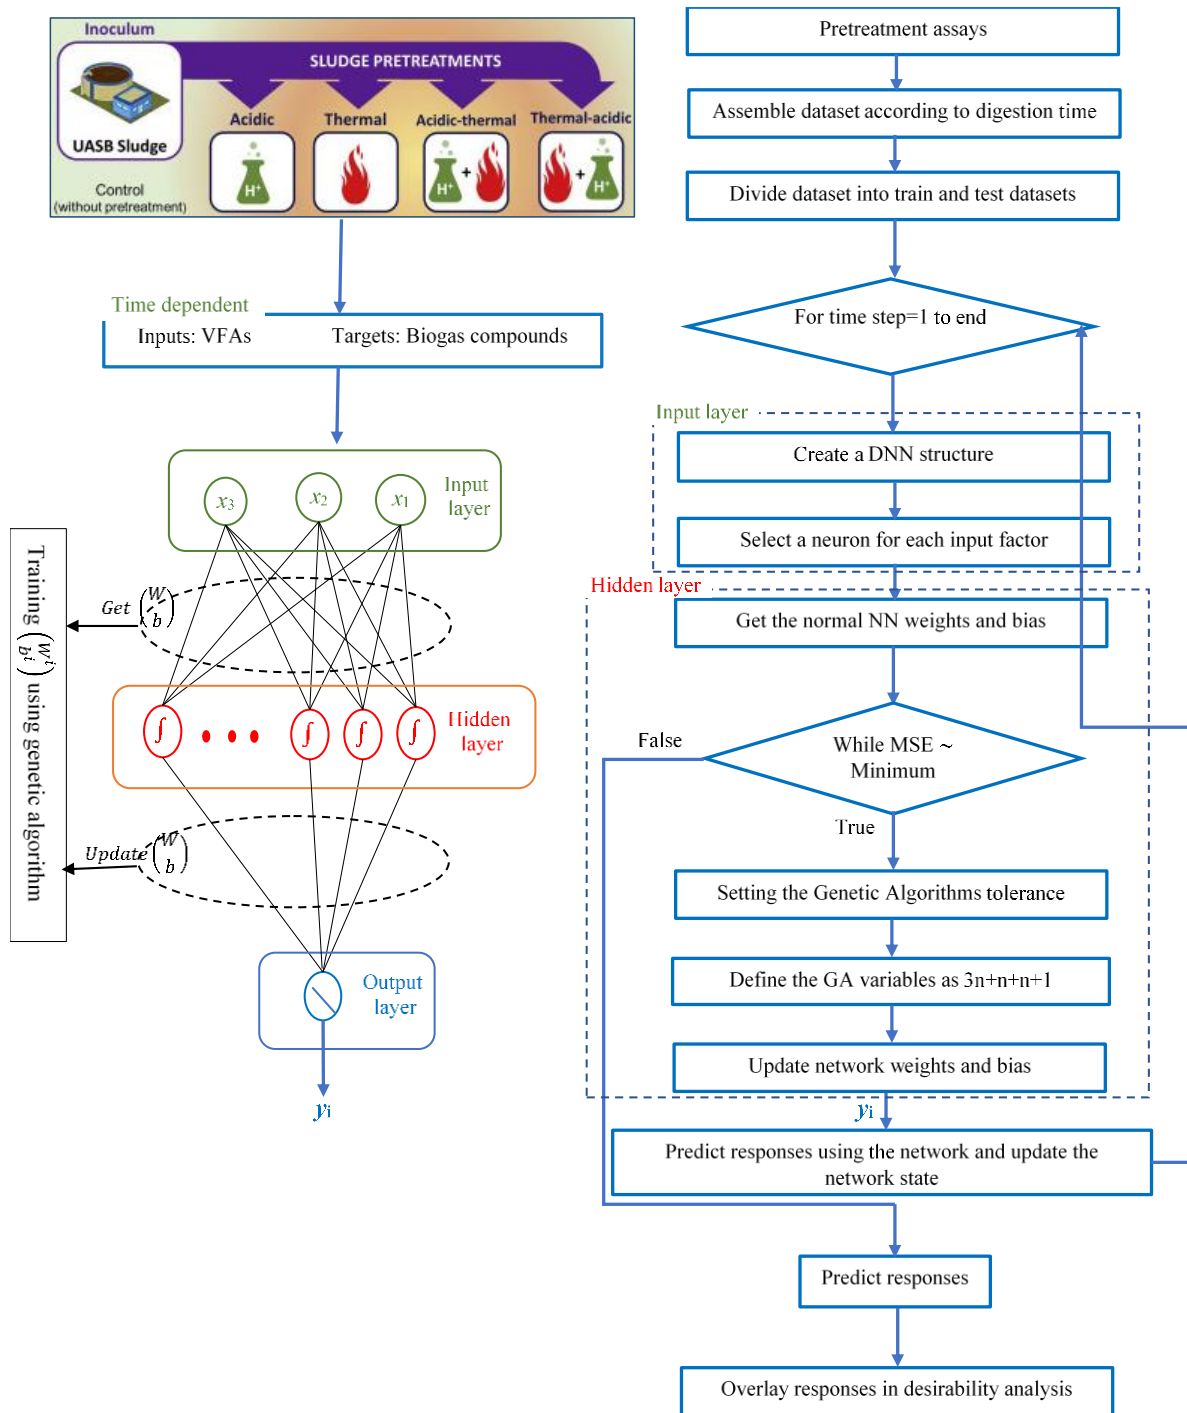 Inoculum
SLUDGE PRETREATMENTS
UASB Sludge
Control
(without pretreatment)
Acidic
Thermal
Acidic-thermal
Thermal-acidic
H⁺
H⁺
+
+
H⁺
Time dependent
Inputs: VFAs
Targets: Biogas compounds
Input
layer
x₃
x₂
x₁
Get (W
b)
Training (Wⁱ
bⁱ) using genetic algorithm
Hidden
layer
∫
∫
∫
∫
Update (W
b)
Output
layer
yᵢ
Pretreatment assays
Assemble dataset according to digestion time
Divide dataset into train and test datasets
For time step=1 to end
Input layer
Create a DNN structure
Select a neuron for each input factor
Hidden layer
Get the normal NN weights and bias
False
While MSE ~
Minimum
True
Setting the Genetic Algorithms tolerance
Define the GA variables as 3n+n+n+1
Update network weights and bias
yᵢ
Predict responses using the network and update the
network state
Predict responses
Overlay responses in desirability analysis